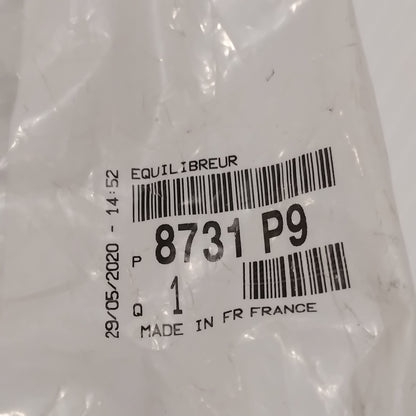 EQUILIBREUR
P 8731 P9
Q 1
MADE IN FR FRANCE
29/05/2020 - 14:52